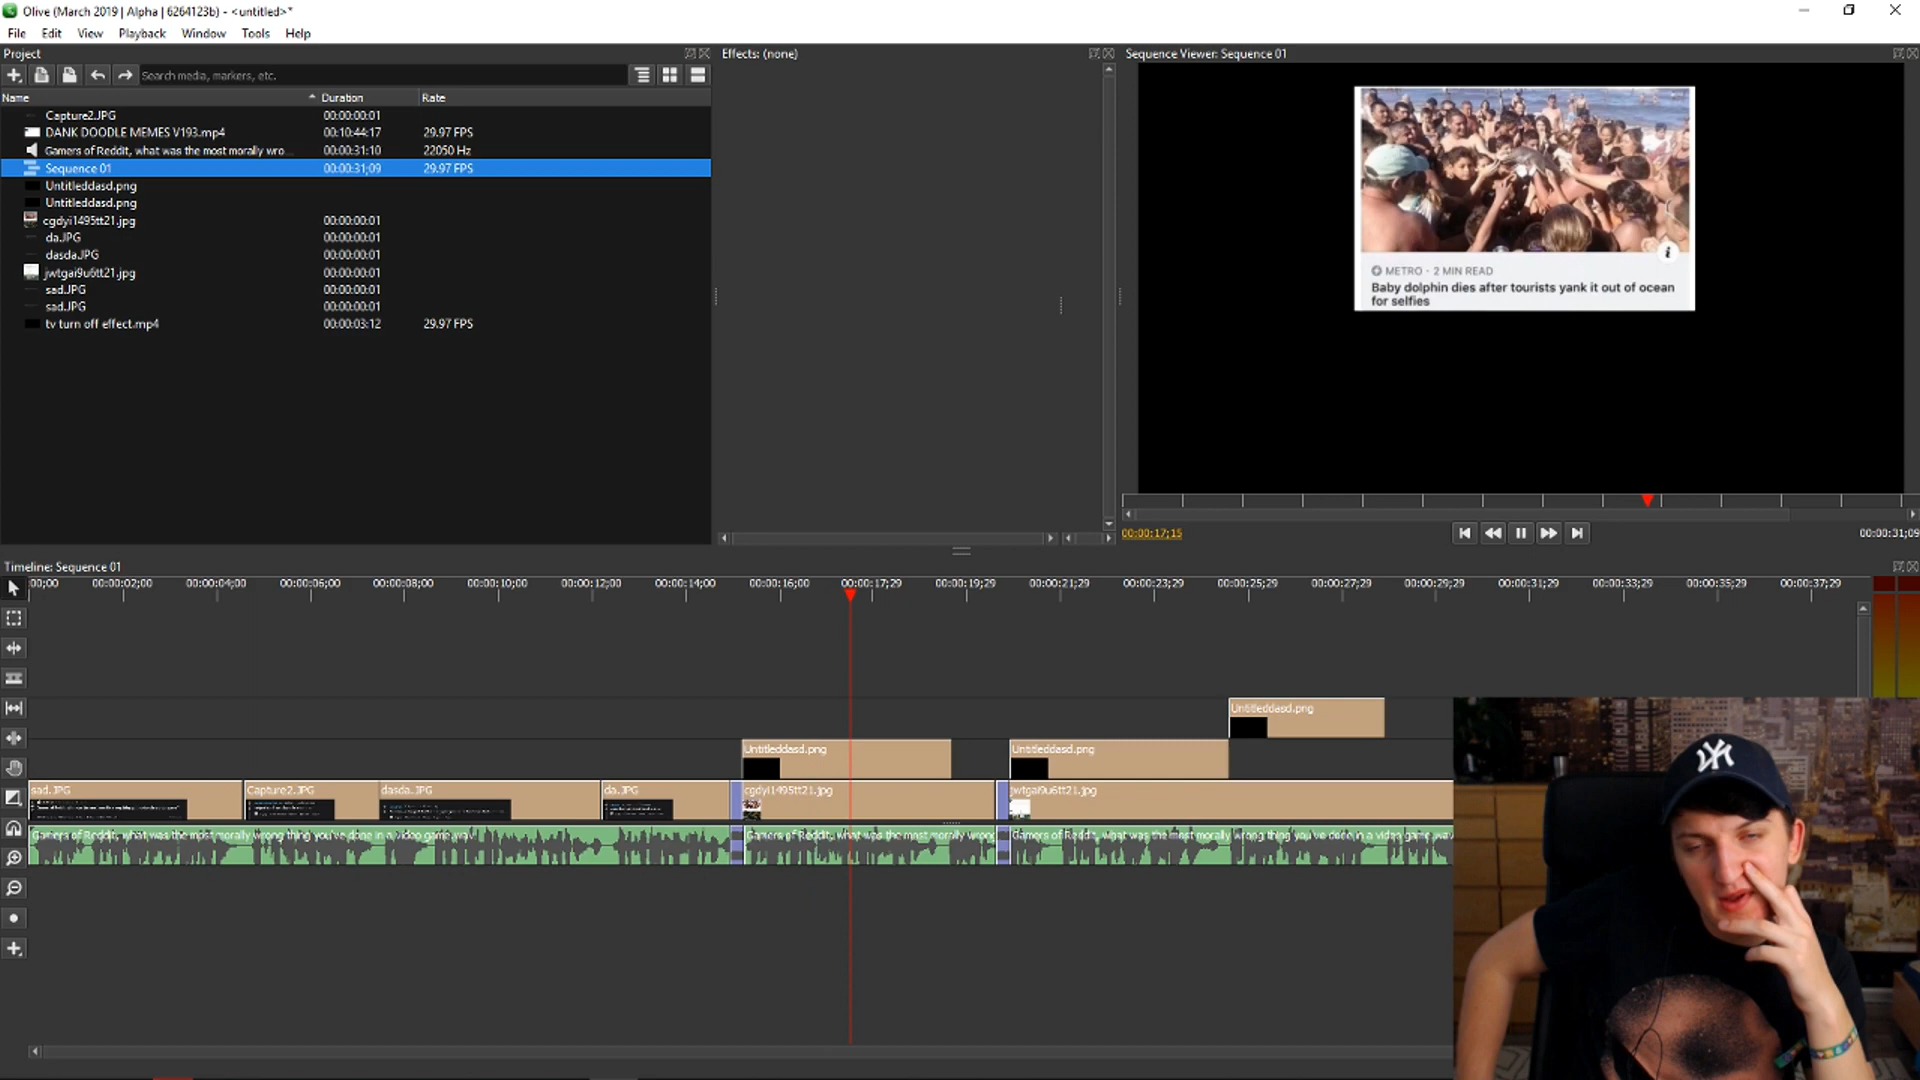 Olive (March 2019 | Alpha | 6264123b) - <untitled>*
File Edit View Playback Window Tools Help
Project
Effects: (none)
Sequence Viewer: Sequence 01
Search media, markers, etc.
Name Duration Rate
Capture2.JPG 00:00:00:01
DANK DOODLE MEMES V193.mp4 00:10:44:17 29.97 FPS
Gamers of Reddit, what was the most morally wro... 00:00:31:10 22050 Hz
Sequence 01 00:00:31;09 29.97 FPS
Untitleddasd.png
Untitleddasd.png
cgdyi1495tt21.jpg 00:00:00:01
da.JPG 00:00:00:01
dasda.JPG 00:00:00:01
jwtgai9u6tt21.jpg 00:00:00:01
sad.JPG 00:00:00:01
sad.JPG 00:00:00:01
tv turn off effect.mp4 00:00:03:12 29.97 FPS
METRO · 2 MIN READ
Baby dolphin dies after tourists yank it out of ocean
for selfies
00:00:17;15
00:00:31;09
Timeline: Sequence 01
00;00 00:00:02;00 00:00:04;00 00:00:06;00 00:00:08;00 00:00:10;00 00:00:12;00 00:00:14;00 00:00:16;00 00:00:17;29 00:00:19;29 00:00:21;29 00:00:23;29 00:00:25;29 00:00:27;29 00:00:29;29 00:00:31;29 00:00:33;29 00:00:35;29 00:00:37;29
Untitleddasd.png
Untitleddasd.png Untitleddasd.png
sad.JPG Capture2.JPG dasda.JPG da.JPG cgdyi1495tt21.jpg jwtgai9u6tt21.jpg
Gamers of Reddit, what was the most morally wrong thing you've done in a video game.wav Gamers of Reddit, what was the most morally wrong Gamers of Reddit, what was the most morally wrong thing you've done in a video game.wav
NY